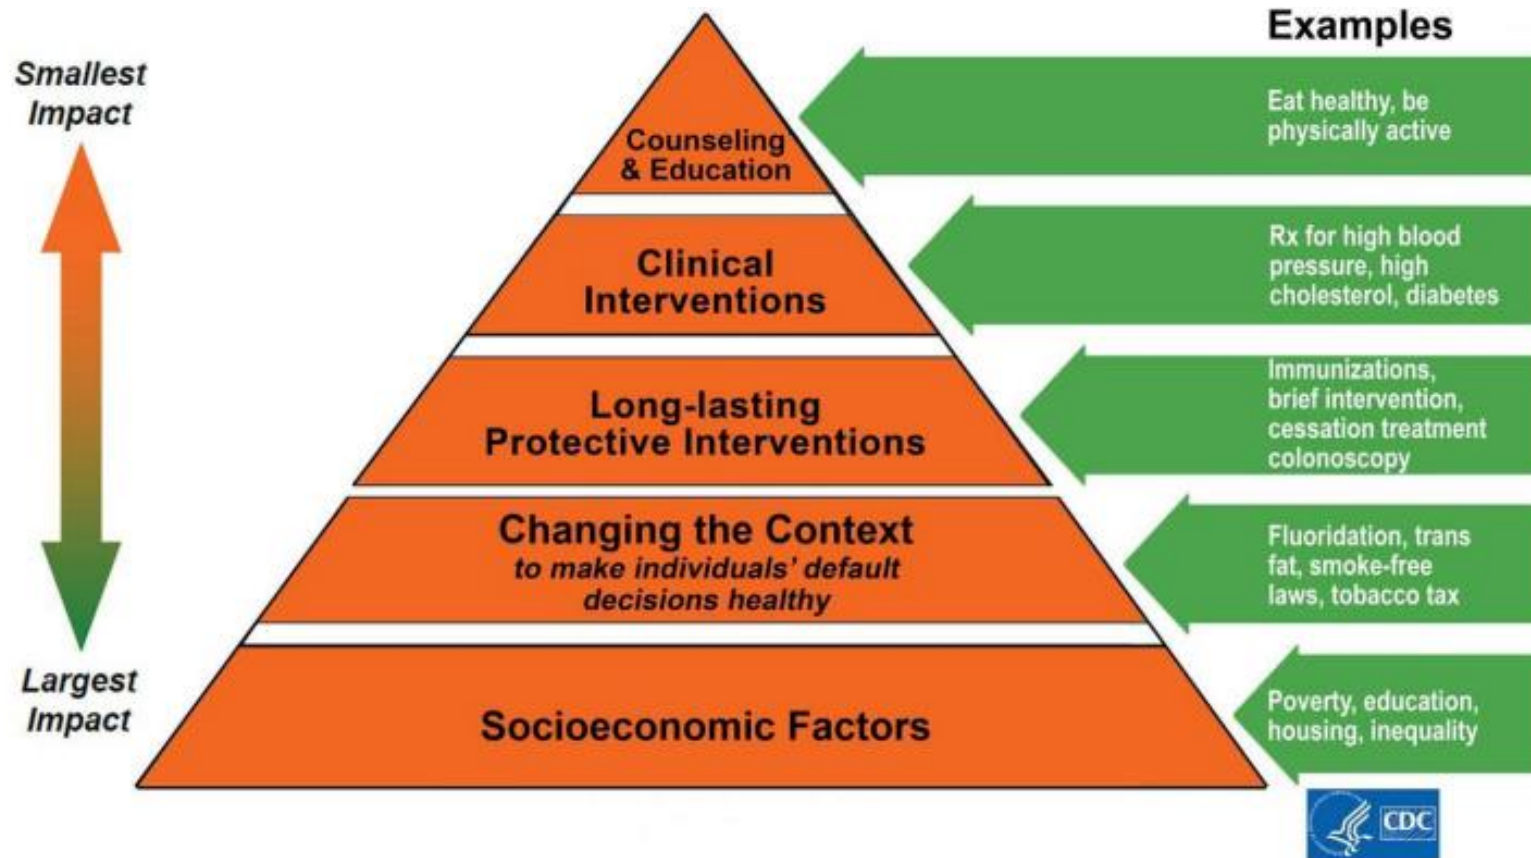 Examples
Smallest
Impact
Counseling
& Education
Eat healthy, be
physically active
Clinical
Interventions
Rx for high blood
pressure, high
cholesterol, diabetes
Long-lasting
Protective Interventions
Immunizations,
brief intervention,
cessation treatment
colonoscopy
Changing the Context
to make individuals’ default
decisions healthy
Fluoridation, trans
fat, smoke-free
laws, tobacco tax
Largest
Impact
Socioeconomic Factors
Poverty, education,
housing, inequality
CDC